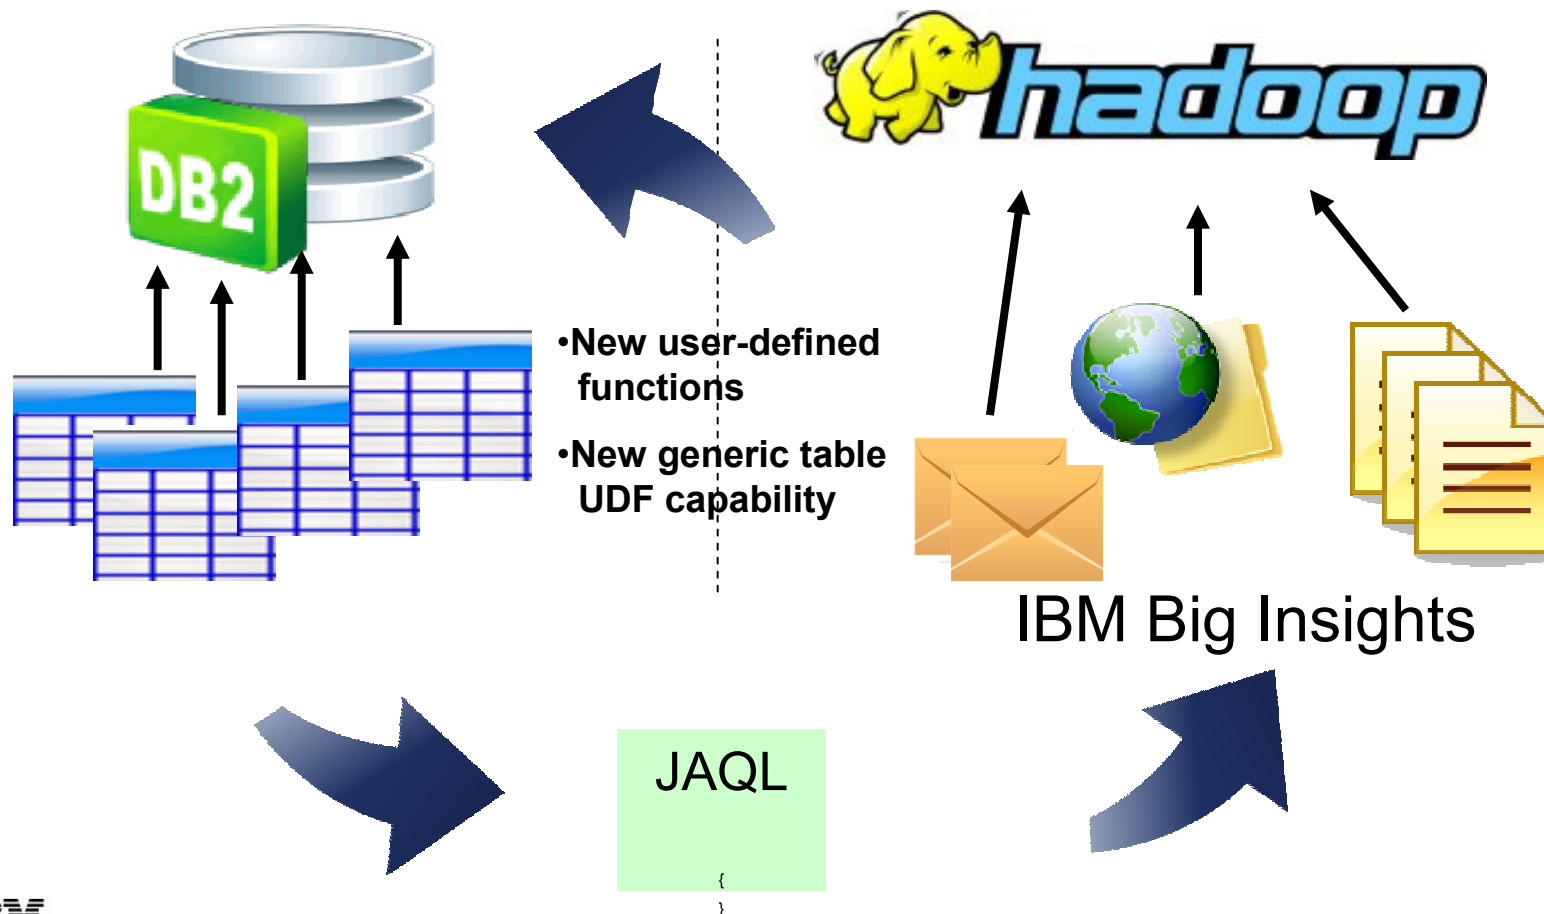 DB2
hadoop
•New user-defined
functions
•New generic table
UDF capability
IBM Big Insights
JAQL
{
}